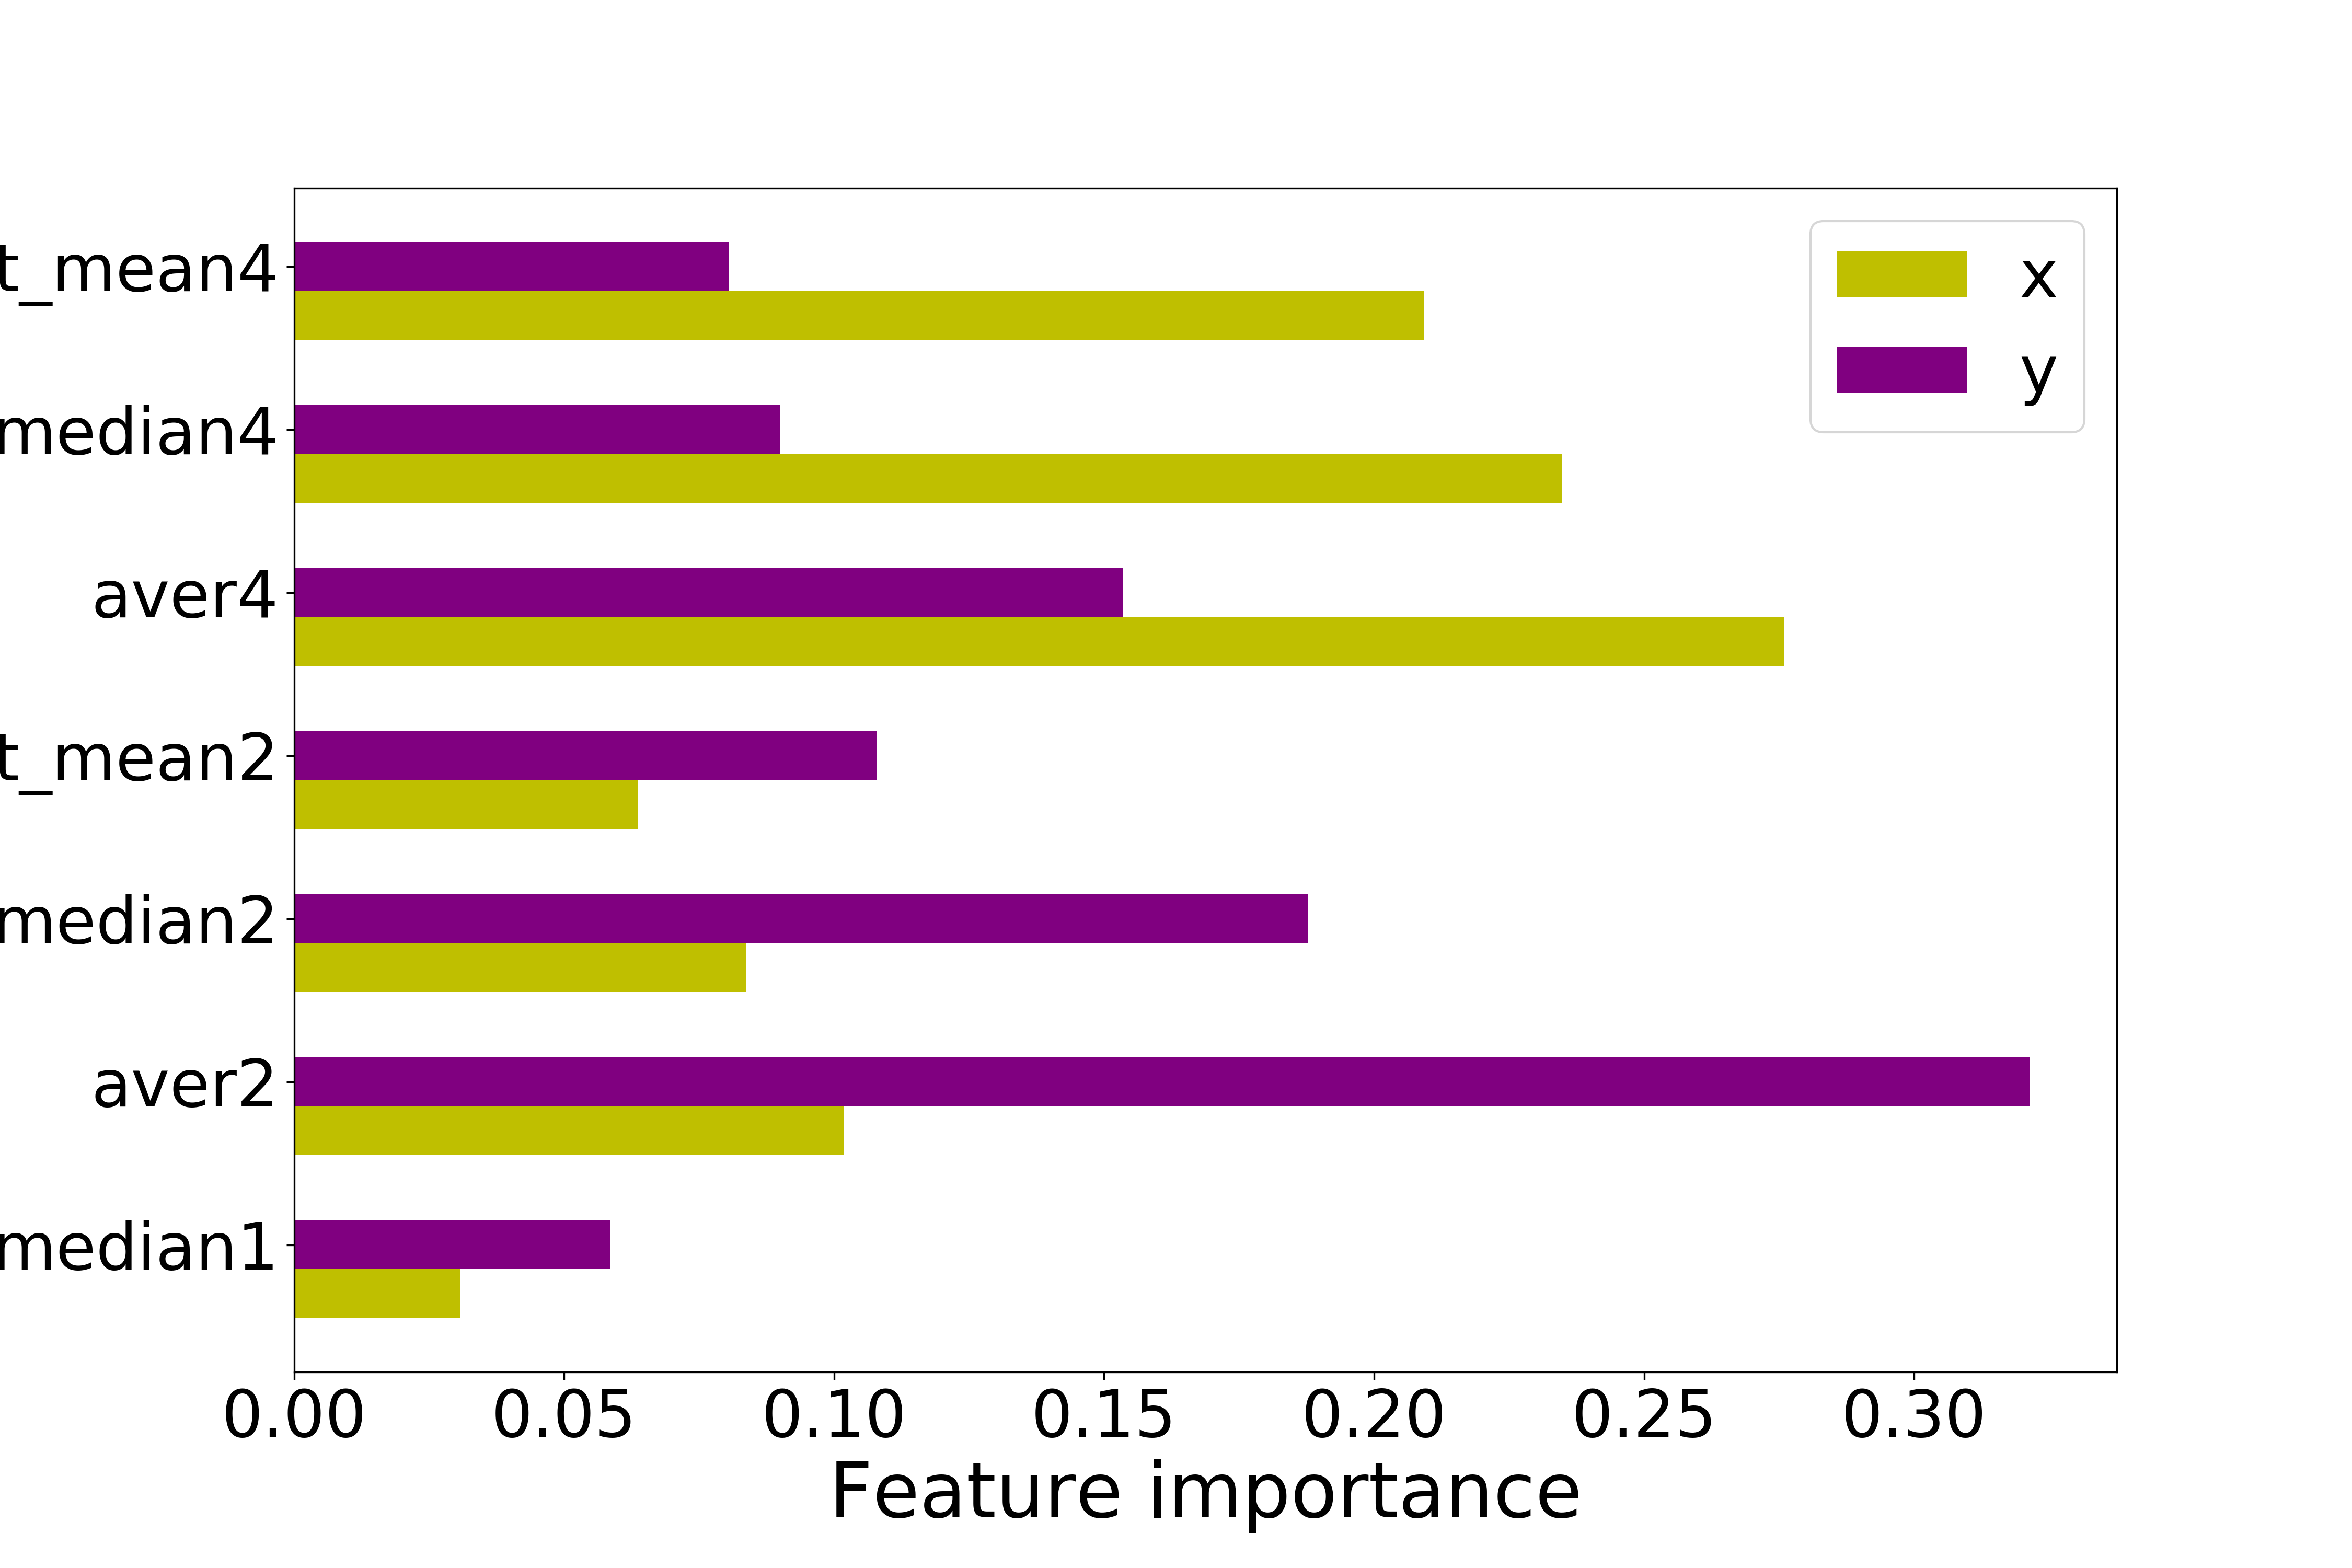 t_mean4
median4
aver4
t_mean2
median2
aver2
median1
x
y
0.00 0.05 0.10 0.15 0.20 0.25 0.30
Feature importance